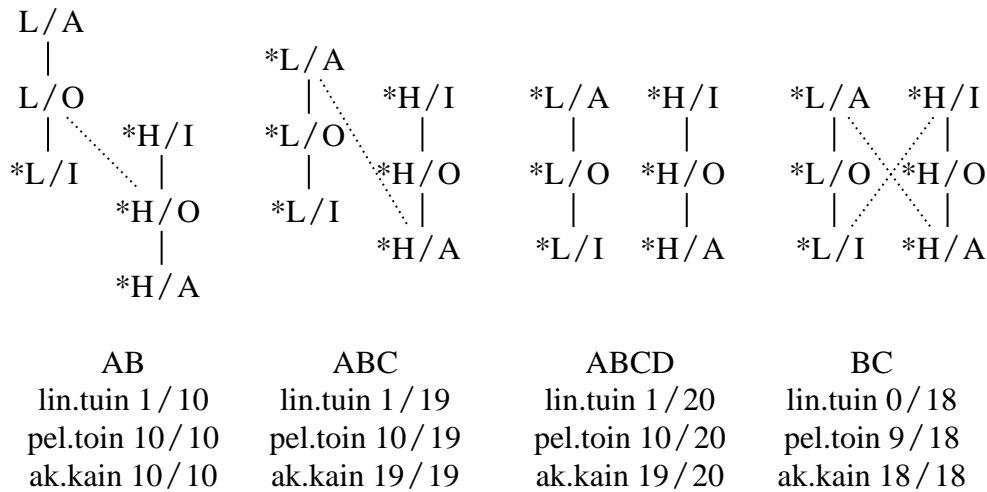 L/A
*L/A
L/O *H/I *L/A *H/I *L/A *H/I
*H/I *L/O
*L/I *H/O *L/O *H/O *L/O *H/O
*H/O *L/I
*H/A *L/I *H/A *L/I *H/A
*H/A
AB ABC ABCD BC
lin.tuin 1/10 lin.tuin 1/19 lin.tuin 1/20 lin.tuin 0/18
pel.toin 10/10 pel.toin 10/19 pel.toin 10/20 pel.toin 9/18
ak.kain 10/10 ak.kain 19/19 ak.kain 19/20 ak.kain 18/18